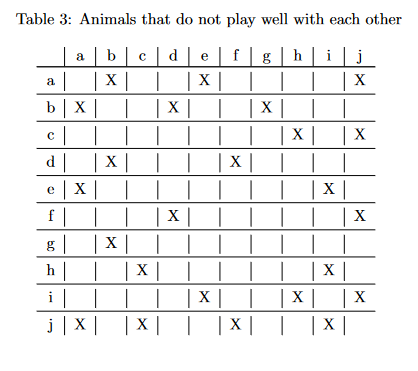 Table 3: Animals that do not play well with each other
a b c d e f g h i j
a X X X
b X X X
c X X
d X X
e X X
f X X
g X
h X X
i X X X
j X X X X